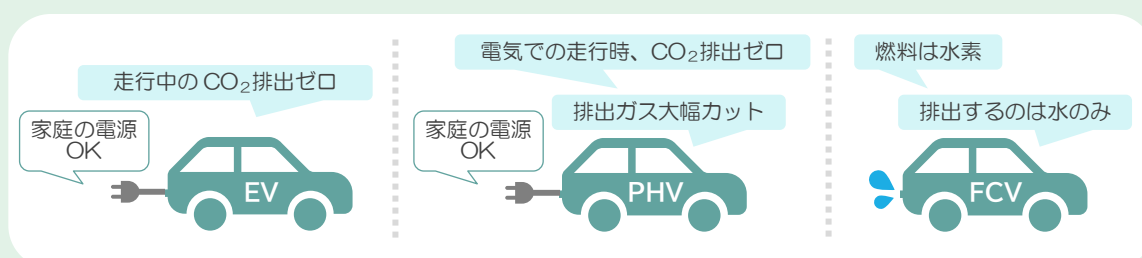 走行中の CO₂排出ゼロ
家庭の電源
OK
EV
電気での走行時、CO₂排出ゼロ
排出ガス大幅カット
家庭の電源
OK
PHV
燃料は水素
排出するのは水のみ
FCV